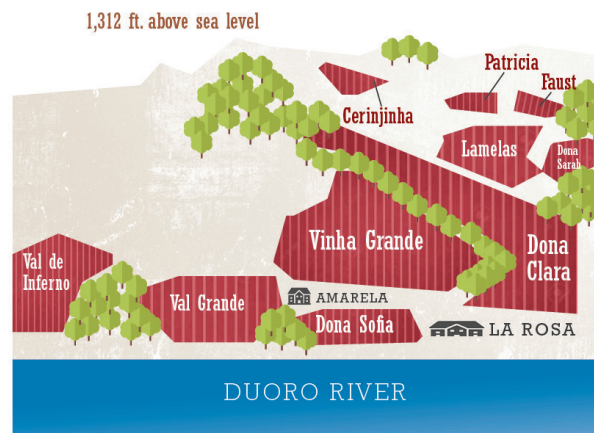 1,312 ft. above sea level
Patricia
Faust
Cerinjinha
Lamelas
Dona
Sarah
Vinha Grande
Dona
Clara
Val de
Inferno
Val Grande
AMARELA
Dona Sofia
LA ROSA
DUORO RIVER